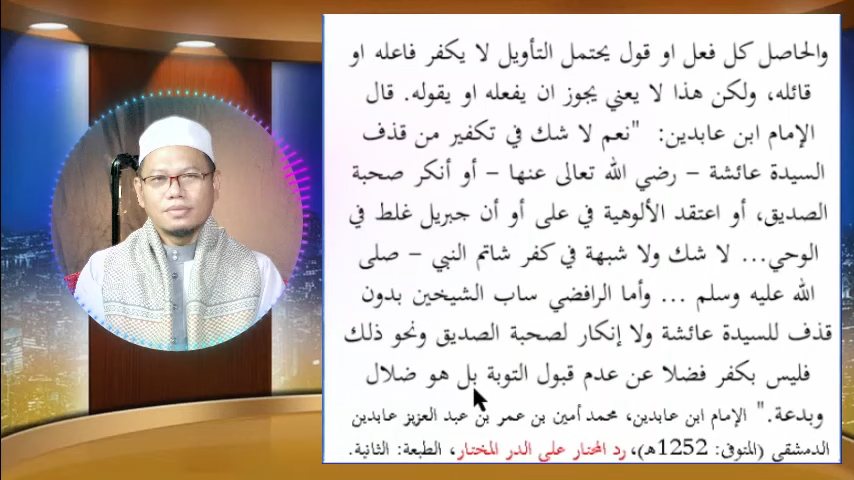 والحاصل كل فعل او قول يحتمل التأويل لا يكفر فاعله او
قائله، ولكن هذا لا يعني يجوز ان يفعله او يقوله. قال
الإمام ابن عابدين: "نعم لا شك في تكفير من قذف
السيدة عائشة – رضي الله تعالى عنها – أو أنكر صحبة
الصديق، أو اعتقد الألوهية في على أو أن جبريل غلط في
الوحي... لا شك ولا شبهة في كفر شاتم النبي – صلى
الله عليه وسلم ... وأما الرافضي ساب الشيخين بدون
قذف للسيدة عائشة ولا إنكار لصحبة الصديق ونحو ذلك
فليس بكفر فضلا عن عدم قبول التوبة بل هو ضلال
وبدعة." الإمام ابن عابدين، محمد أمين بن عمر بن عبد العزيز عابدين
الدمشقي (المتوفى: 1252هـ)، رد المختار على الدر المختار، الطبعة: الثانية.